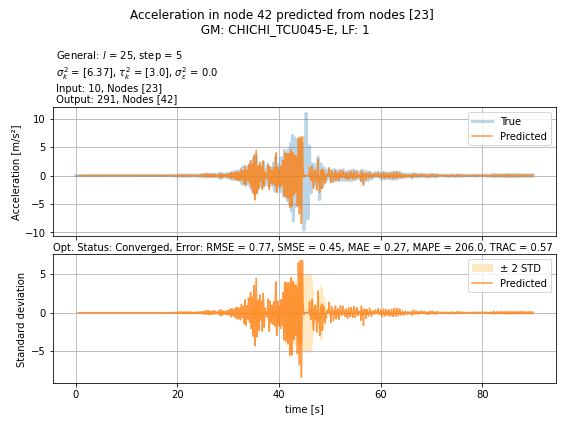 Acceleration in node 42 predicted from nodes [23]
GM: CHICHI_TCU045-E, LF: 1
General: l = 25, step = 5
σ²ₖ = [6.37], τ²ₖ = [3.0], σ²ε = 0.0
Input: 10, Nodes [23]
Output: 291, Nodes [42]
Acceleration [m/s²]
10
5
0
−5
−10
True
Predicted
Opt. Status: Converged, Error: RMSE = 0.77, SMSE = 0.45, MAE = 0.27, MAPE = 206.0, TRAC = 0.57
Standard deviation
5
0
−5
± 2 STD
Predicted
0 20 40 60 80
time [s]